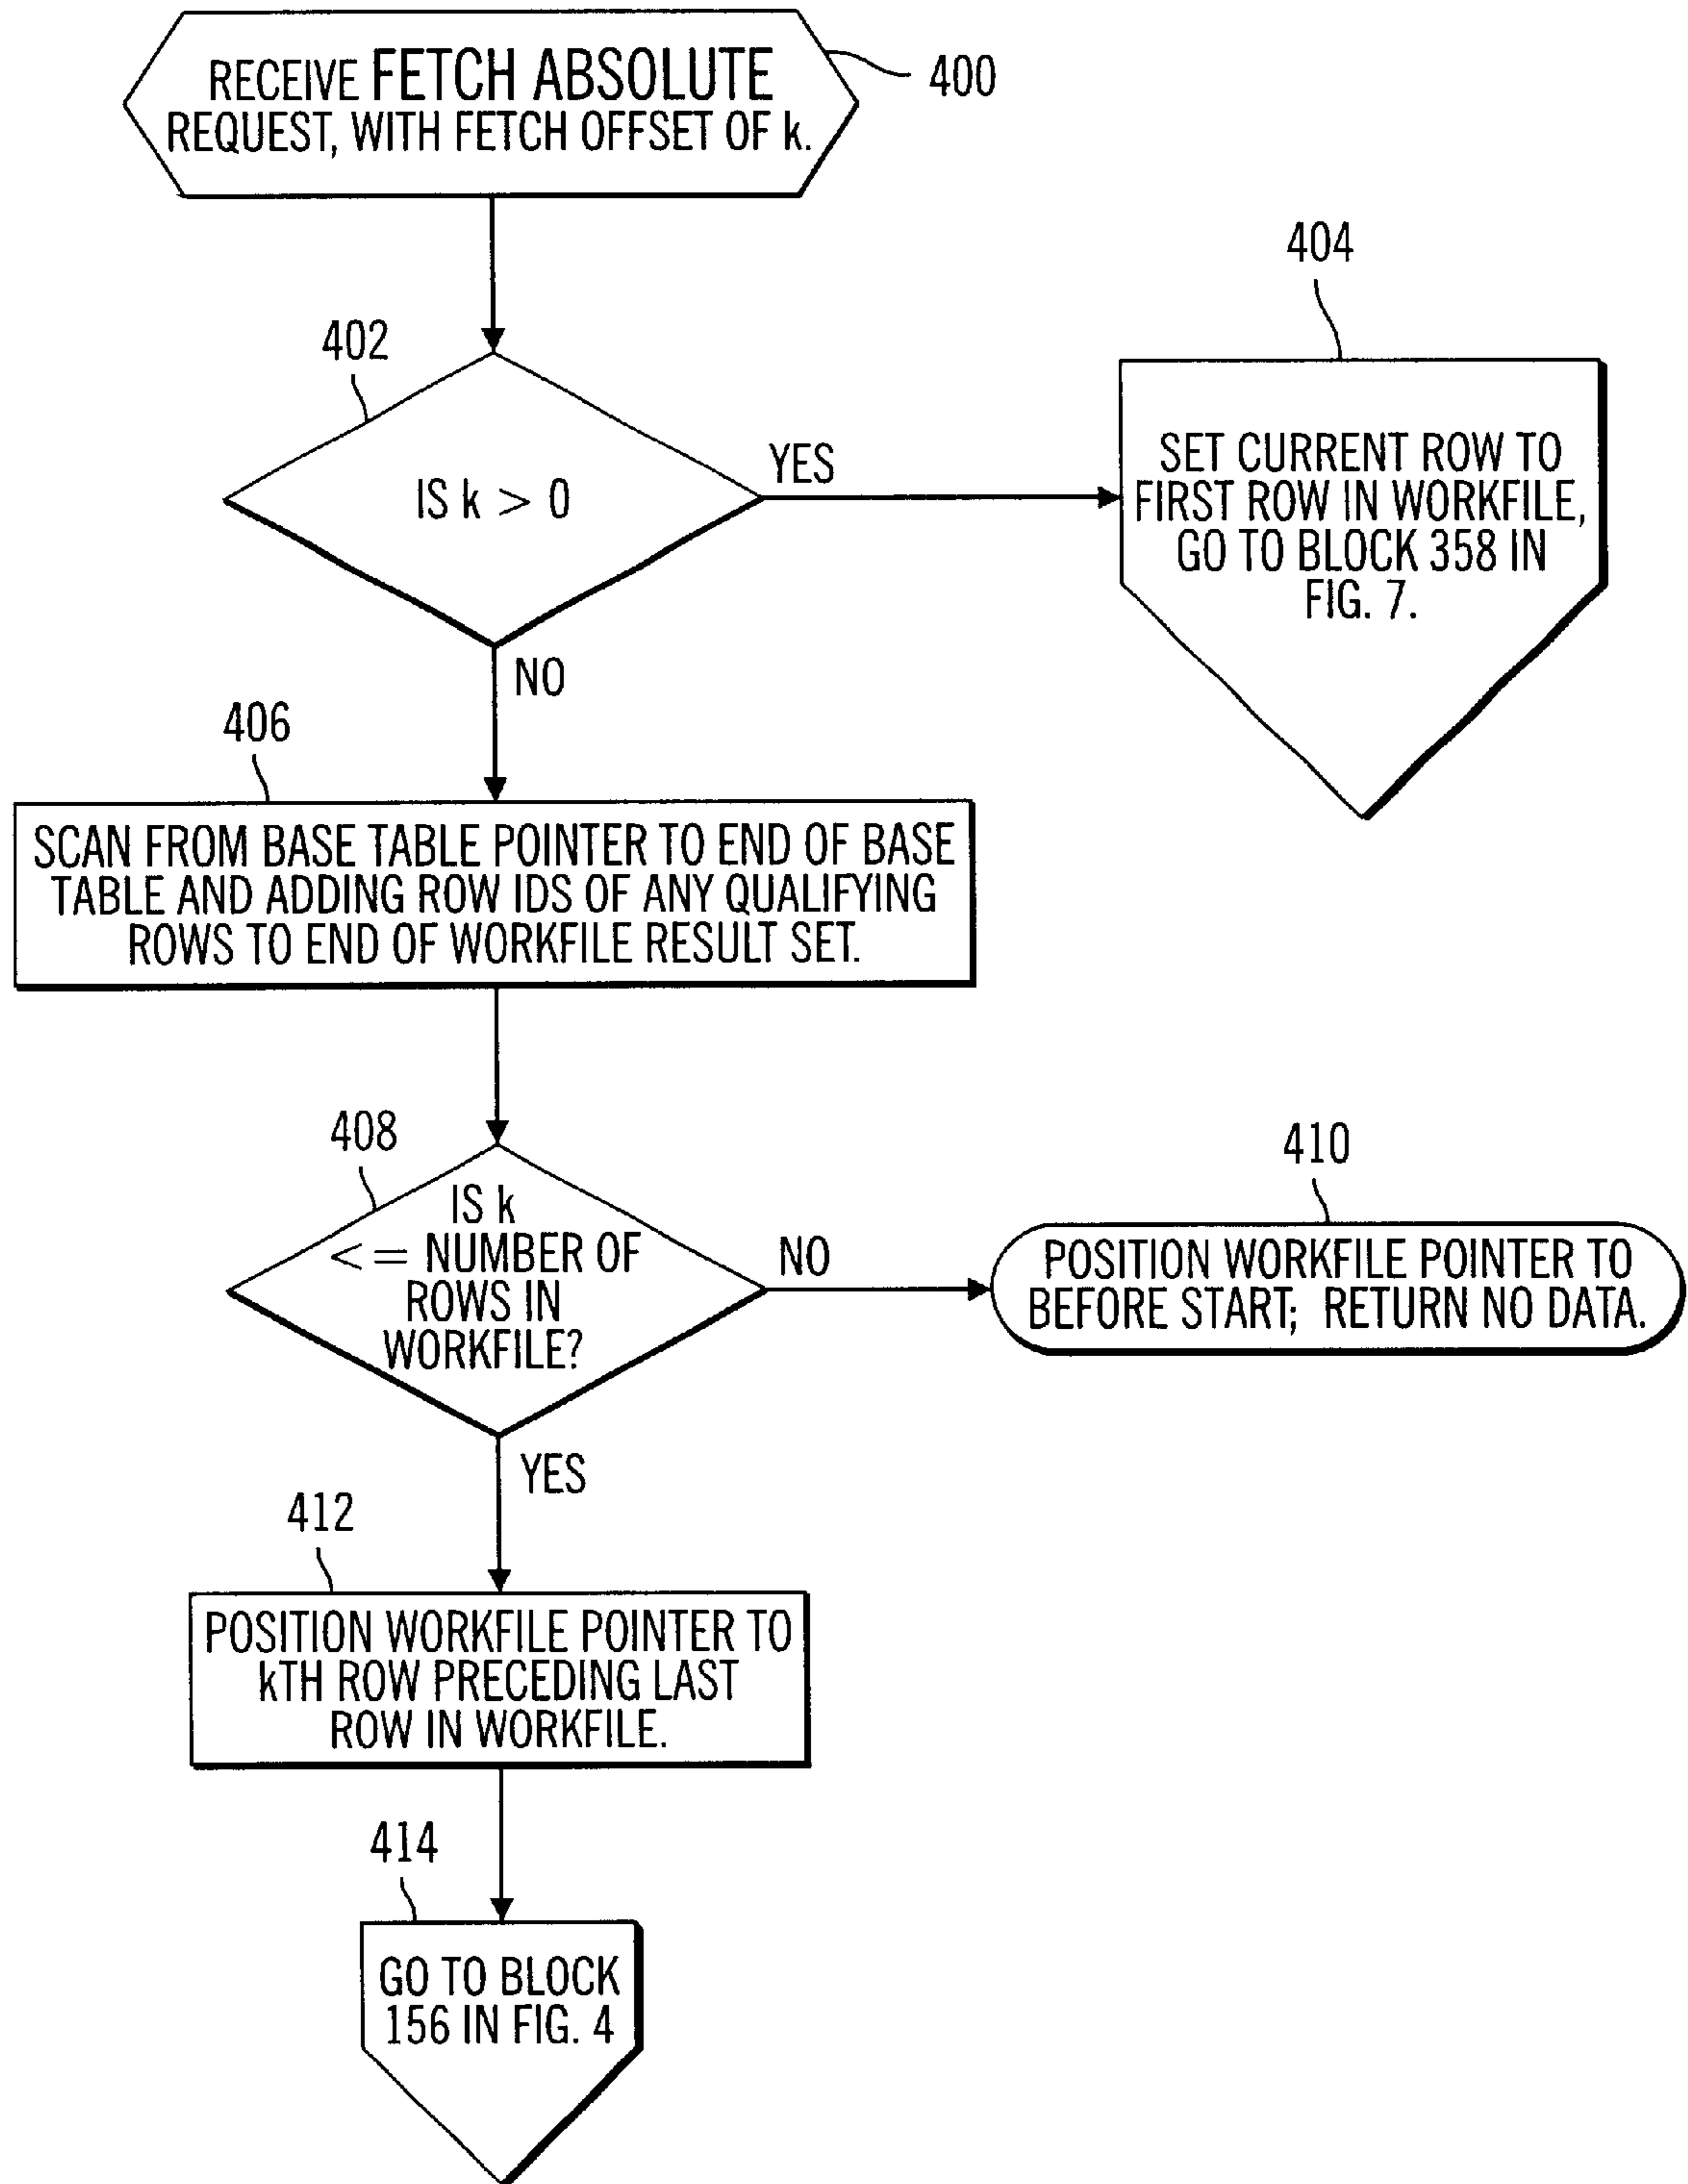 RECEIVE FETCH ABSOLUTE
REQUEST, WITH FETCH OFFSET OF k.
400
402
IS k > 0
YES
404
SET CURRENT ROW TO
FIRST ROW IN WORKFILE,
GO TO BLOCK 358 IN
FIG. 7.
NO
406
SCAN FROM BASE TABLE POINTER TO END OF BASE
TABLE AND ADDING ROW IDS OF ANY QUALIFYING
ROWS TO END OF WORKFILE RESULT SET.
408
IS k
<= NUMBER OF
ROWS IN
WORKFILE?
NO
410
POSITION WORKFILE POINTER TO
BEFORE START; RETURN NO DATA.
YES
412
POSITION WORKFILE POINTER TO
kTH ROW PRECEDING LAST
ROW IN WORKFILE.
414
GO TO BLOCK
156 IN FIG. 4